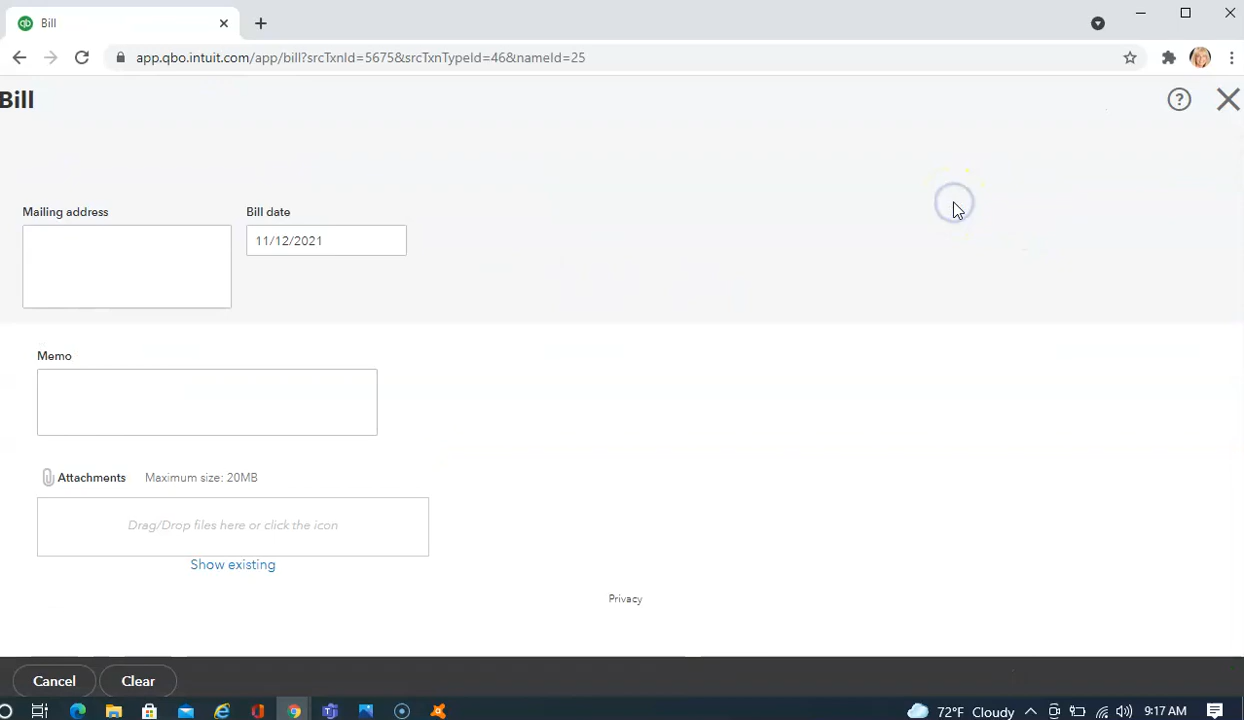 Bill
app.qbo.intuit.com/app/bill?srcTxnId=5675&srcTxnTypeId=46&nameId=25
Bill
Mailing address
Bill date
11/12/2021
Memo
Attachments Maximum size: 20MB
Drag/Drop files here or click the icon
Show existing
Privacy
Cancel Clear
72°F Cloudy 9:17 AM